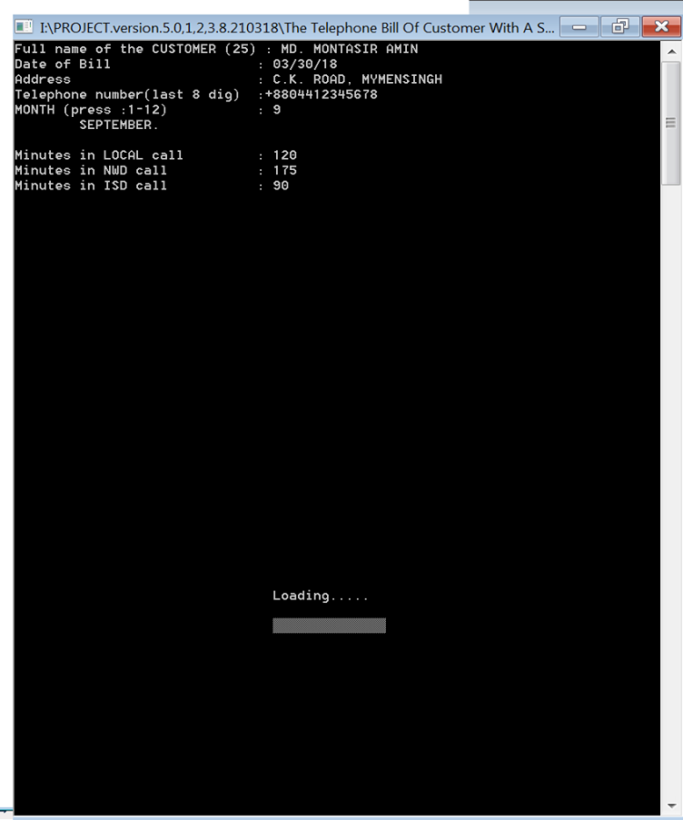 I:\PROJECT.version.5.0,1,2,3.8.210318\The Telephone Bill Of Customer With A S...
Full name of the CUSTOMER (25) : MD. MONTASIR AMIN
Date of Bill : 03/30/18
Address : C.K. ROAD, MYMENSINGH
Telephone number(last 8 dig) :+8804412345678
MONTH (press :1-12) : 9
SEPTEMBER.
Minutes in LOCAL call : 120
Minutes in NWD call : 175
Minutes in ISD call : 90
Loading.....